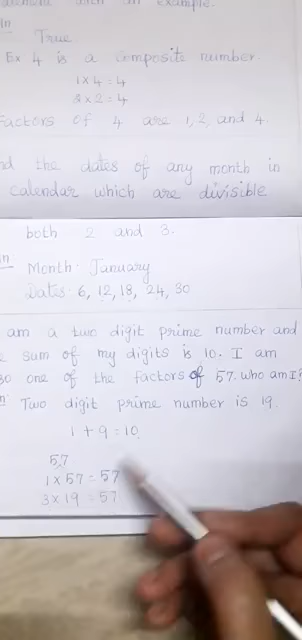 an example.
True.
Ex 4 is a composite number.
1 x 4 = 4
2 x 2 = 4
Factors of 4 are 1, 2, and 4.
nd the dates of any month in
calendar which are divisible
both 2 and 3.
Month: January
Dates: 6, 12, 18, 24, 30
am a two digit prime number and
sum of my digits is 10. I am
so one of the factors of 57. who am I?
Two digit prime number is 19.
1 + 9 = 10
57
1 x 57 = 57
3 x 19 = 57